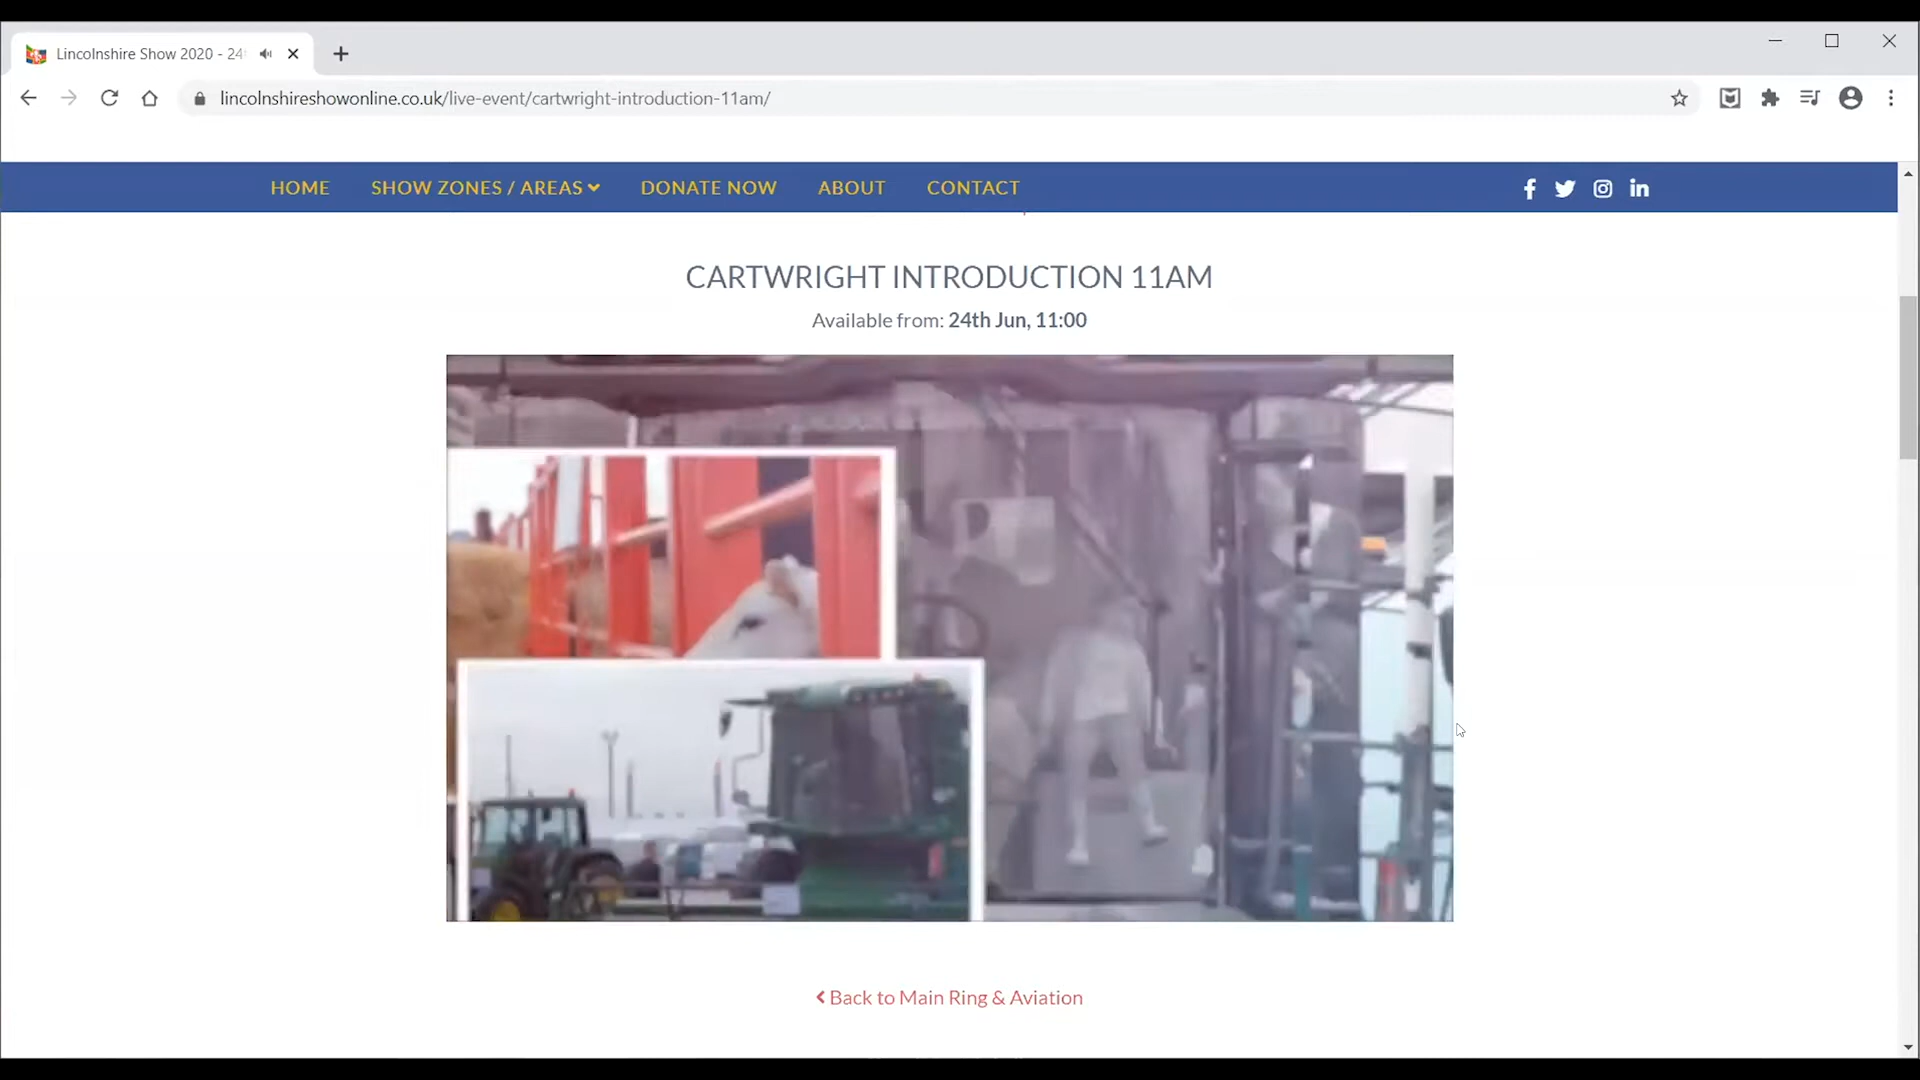 Lincolnshire Show 2020 - 24
lincolnshireshowonline.co.uk/live-event/cartwright-introduction-11am/
HOME SHOW ZONES / AREAS DONATE NOW ABOUT CONTACT
CARTWRIGHT INTRODUCTION 11AM
Available from: 24th Jun, 11:00
Back to Main Ring & Aviation